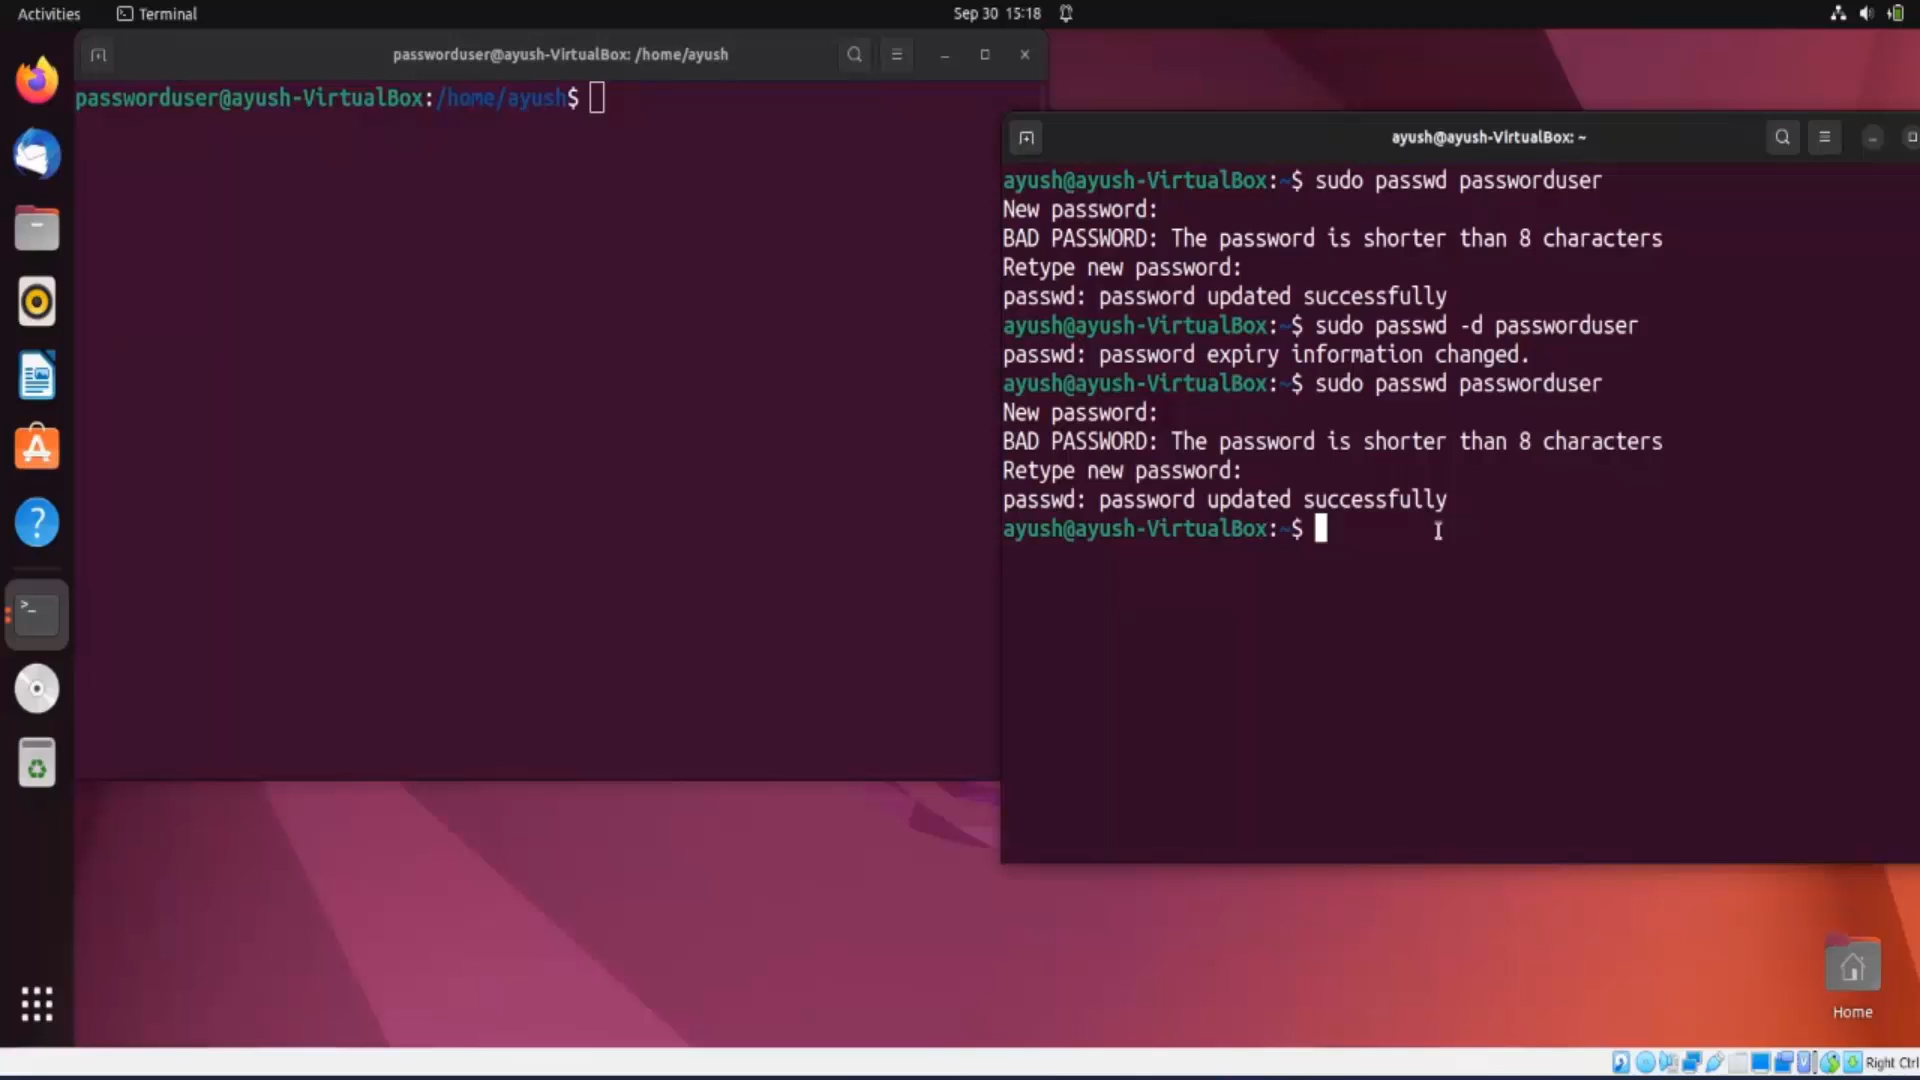 Activities
Terminal
Sep 30 15:18
passworduser@ayush-VirtualBox: /home/ayush
passworduser@ayush-VirtualBox:/home/ayush$
ayush@ayush-VirtualBox: ~
ayush@ayush-VirtualBox:~$ sudo passwd passworduser
New password:
BAD PASSWORD: The password is shorter than 8 characters
Retype new password:
passwd: password updated successfully
ayush@ayush-VirtualBox:~$ sudo passwd -d passworduser
passwd: password expiry information changed.
ayush@ayush-VirtualBox:~$ sudo passwd passworduser
New password:
BAD PASSWORD: The password is shorter than 8 characters
Retype new password:
passwd: password updated successfully
ayush@ayush-VirtualBox:~$
Home
Right Ctrl